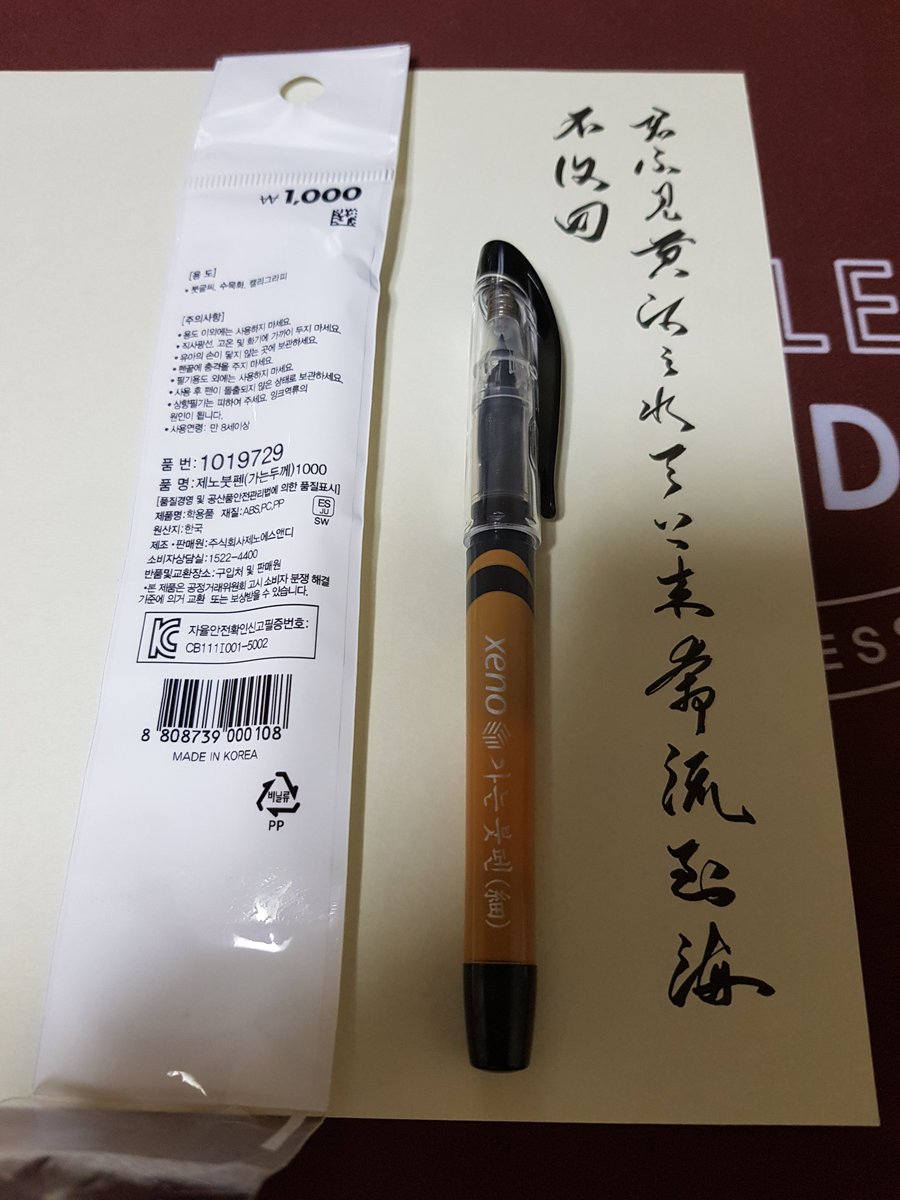 ₩1,000
[용 도]
• 붓글씨, 수묵화, 캘리그라피
[주의사항]
• 용도 이외에는 사용하지 마세요.
• 직사광선, 고온 및 화기에 가까이 두지 마세요.
• 유아의 손이 닿지 않는 곳에 보관하세요.
• 펜끝에 충격을 주지 마세요.
• 필기용도 외에는 사용하지 마세요.
• 사용 후 펜이 돌출되지 않은 상태로 보관하세요.
• 상향필기는 피하여 주세요. 잉크역류의
원인이 됩니다.
• 사용연령: 만 8세이상
품 번: 1019729
품 명: 제노붓펜(가는두께)1000
[품질경영 및 공산품안전관리법에 의한 품질표시]
제품명: 학용품 재질: ABS,PC,PP
원산지: 한국
제조·판매원: 주식회사제노에스앤디
소비자상담실: 1522-4400
반품및교환장소: 구입처 및 판매원
•본 제품은 공정거래위원회 고시 소비자 분쟁 해결
기준에 의거 교환 또는 보상받을 수 있습니다.
ES
JU
SW
자율안전확인신고필증번호:
CB111I001-5002
8 808739 000108
MADE IN KOREA
비닐류
PP
xeno 가는붓펜(細)
君不見黃河之水天上来奔流到海
不復回
LE
D
ESS